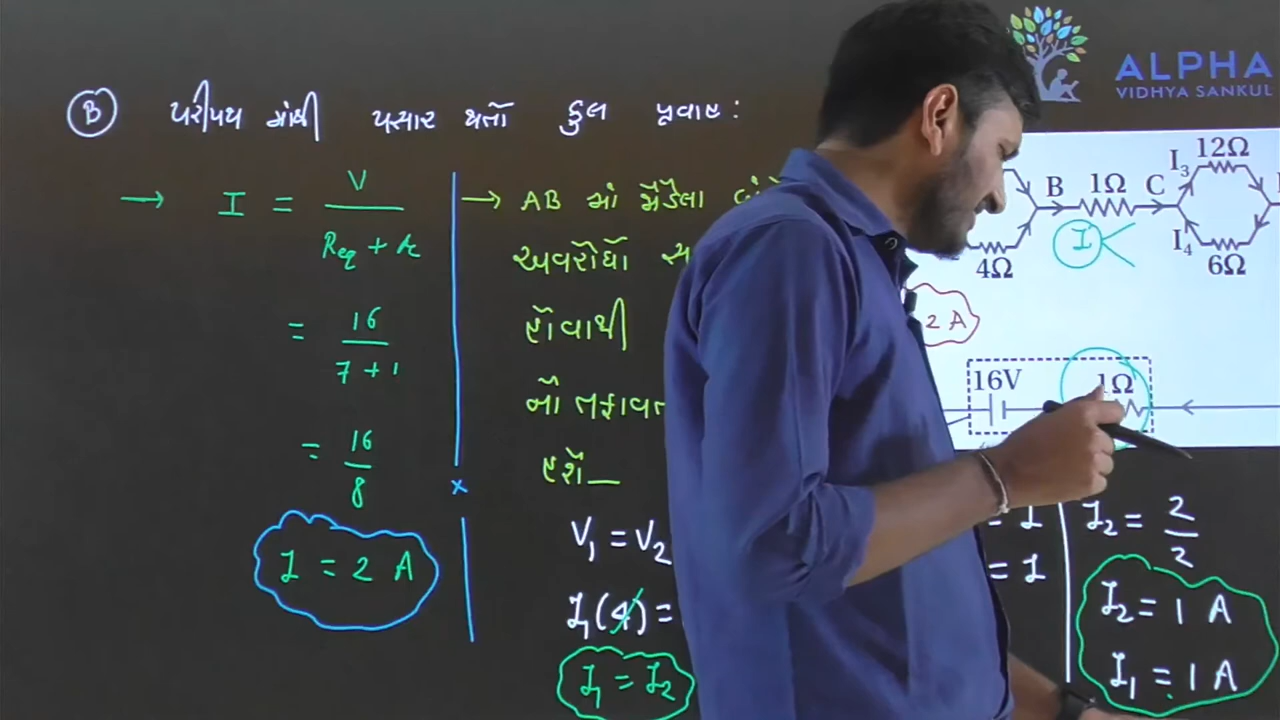 ALPHA
VIDHYA SANKUL
B પરીપથ માંથી પસાર થતો કુલ પ્રવાહ :
→ I = V / Req + r
= 16 / 7 + 1
= 16 / 8
I = 2 A
→ AB માં
અવરોધો
હોવાથી
નો તફાવત
હશે_
V₁ = V₂
I₁(4) =
I₁ = I₂
= I
= 1
I₂ = 2 / 2
I₂ = 1 A
I₁ = 1 A
B 1Ω C I₃ 12Ω
I
4Ω I₄ 6Ω
2 A
16V 1Ω